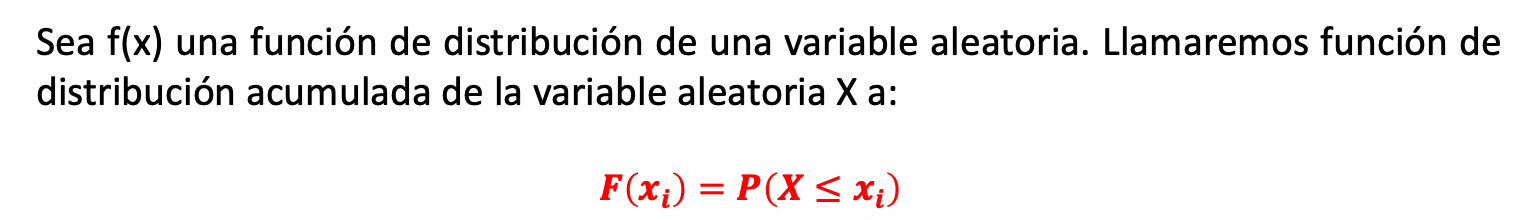 Sea f(x) una función de distribución de una variable aleatoria. Llamaremos función de
distribución acumulada de la variable aleatoria X a:
F(xᵢ) = P(X ≤ xᵢ)